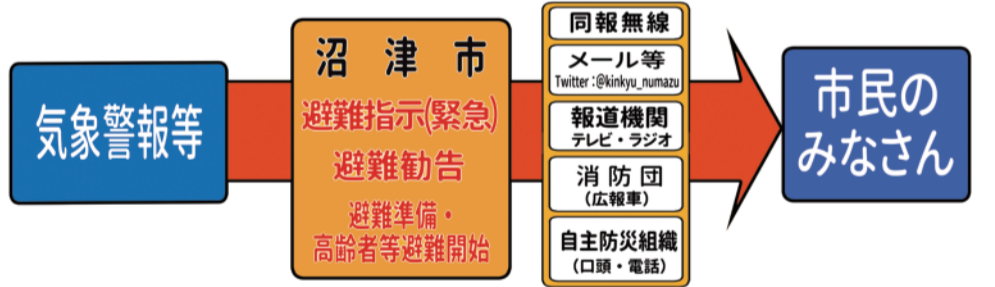 気象警報等
沼津市
避難指示(緊急)
避難勧告
避難準備・
高齢者等避難開始
同報無線
メール等
Twitter:@kinkyu_numazu
報道機関
テレビ・ラジオ
消防団
(広報車)
自主防災組織
(口頭・電話)
市民の
みなさん